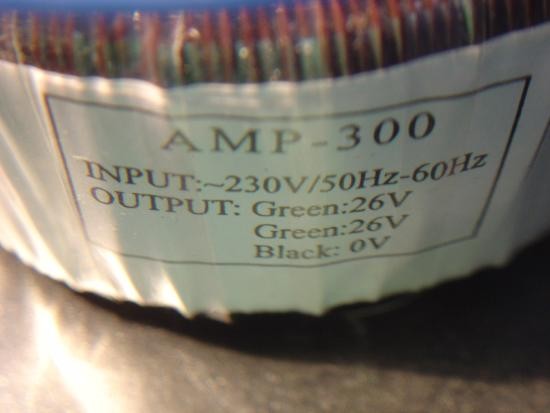 AMP-300
INPUT:~230V/50Hz-60Hz
OUTPUT: Green:26V
Green:26V
Black: 0V